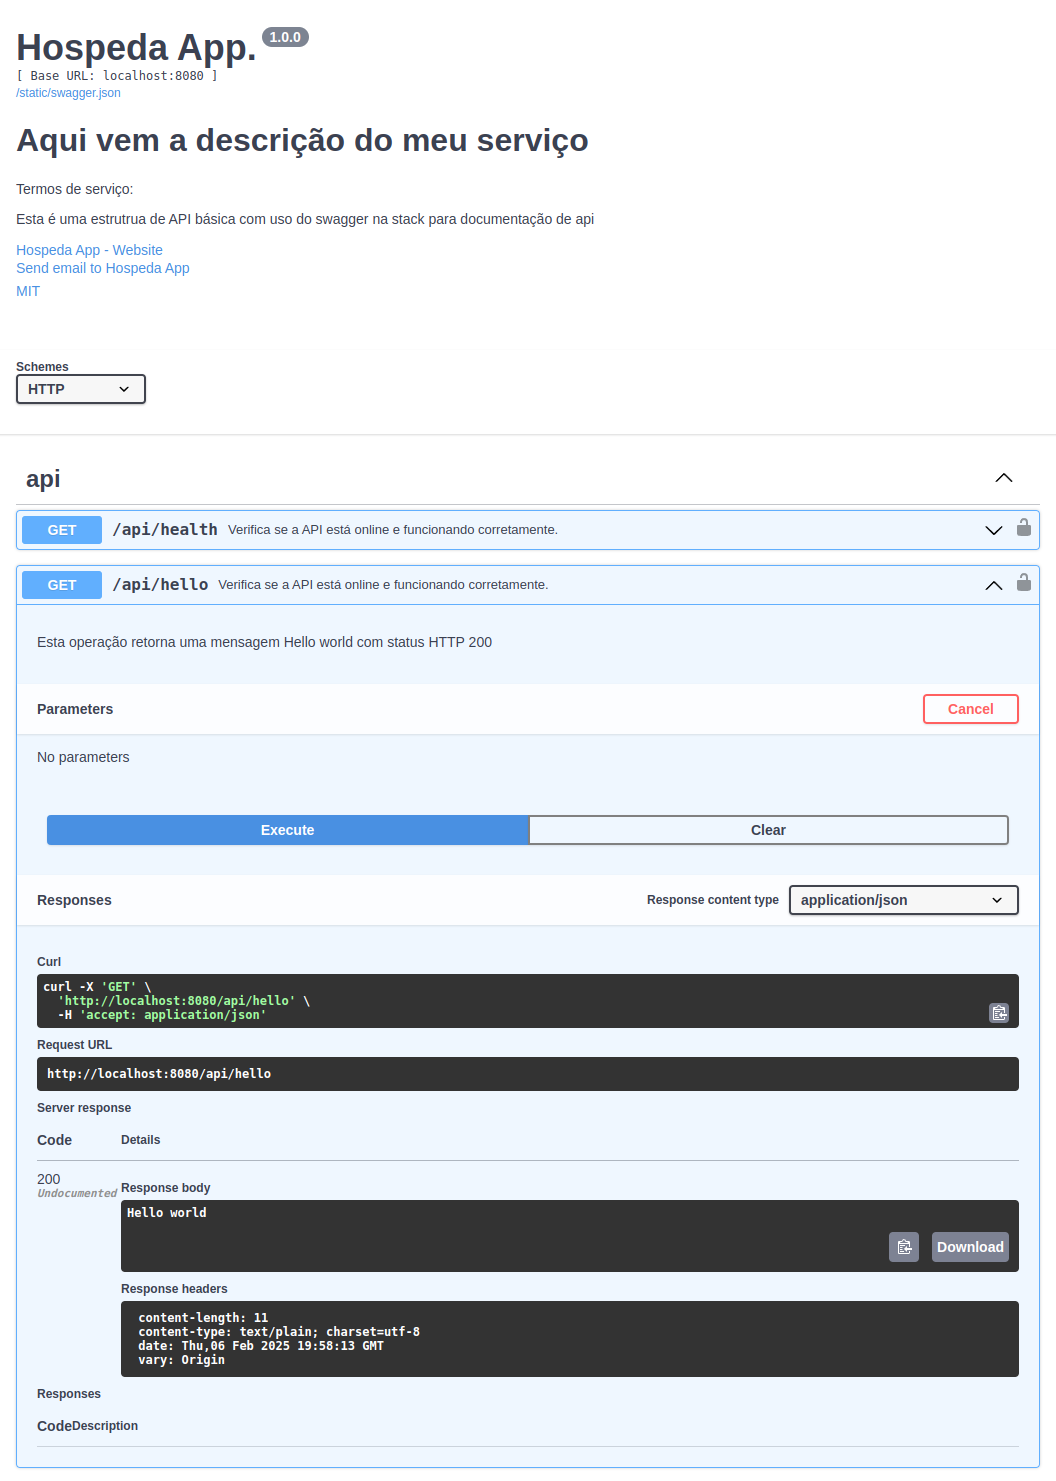 Hospeda App. 1.0.0
[ Base URL: localhost:8080 ]
/static/swagger.json
Aqui vem a descrição do meu serviço
Termos de serviço:
Esta é uma estrutrua de API básica com uso do swagger na stack para documentação de api
Hospeda App - Website
Send email to Hospeda App
MIT
Schemes
HTTP
api
GET /api/health Verifica se a API está online e funcionando corretamente.
GET /api/hello Verifica se a API está online e funcionando corretamente.
Esta operação retorna uma mensagem Hello world com status HTTP 200
Parameters Cancel
No parameters
Execute Clear
Responses Response content type application/json
Curl
curl -X 'GET' \
'http://localhost:8080/api/hello' \
-H 'accept: application/json'
Request URL
http://localhost:8080/api/hello
Server response
Code Details
200
Undocumented
Response body
Hello world
Download
Response headers
content-length: 11
content-type: text/plain; charset=utf-8
date: Thu,06 Feb 2025 19:58:13 GMT
vary: Origin
Responses
Code Description